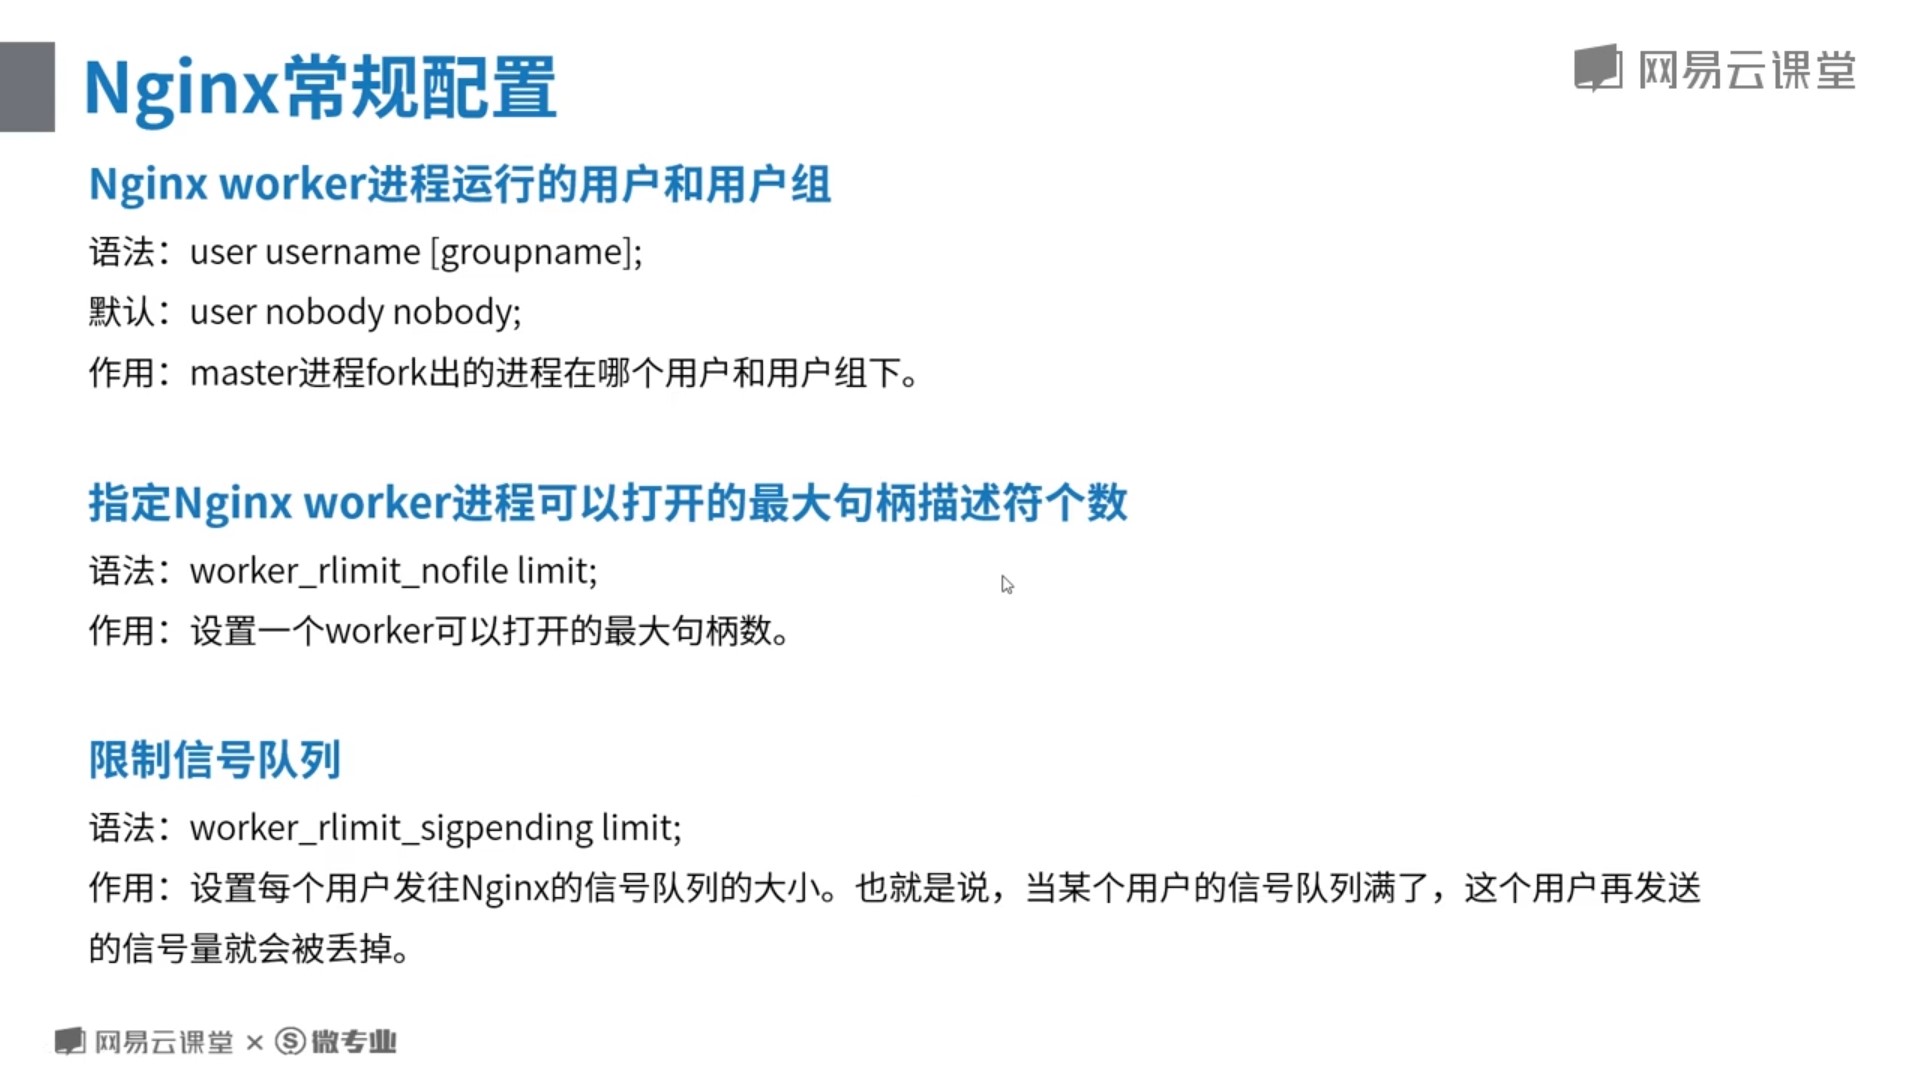 Nginx常规配置
网易云课堂
Nginx worker进程运行的用户和用户组
语法：user username [groupname];
默认：user nobody nobody;
作用：master进程fork出的进程在哪个用户和用户组下。
指定Nginx worker进程可以打开的最大句柄描述符个数
语法：worker_rlimit_nofile limit;
作用：设置一个worker可以打开的最大句柄数。
限制信号队列
语法：worker_rlimit_sigpending limit;
作用：设置每个用户发往Nginx的信号队列的大小。也就是说，当某个用户的信号队列满了，这个用户再发送
的信号量就会被丢掉。
网易云课堂 × 微专业